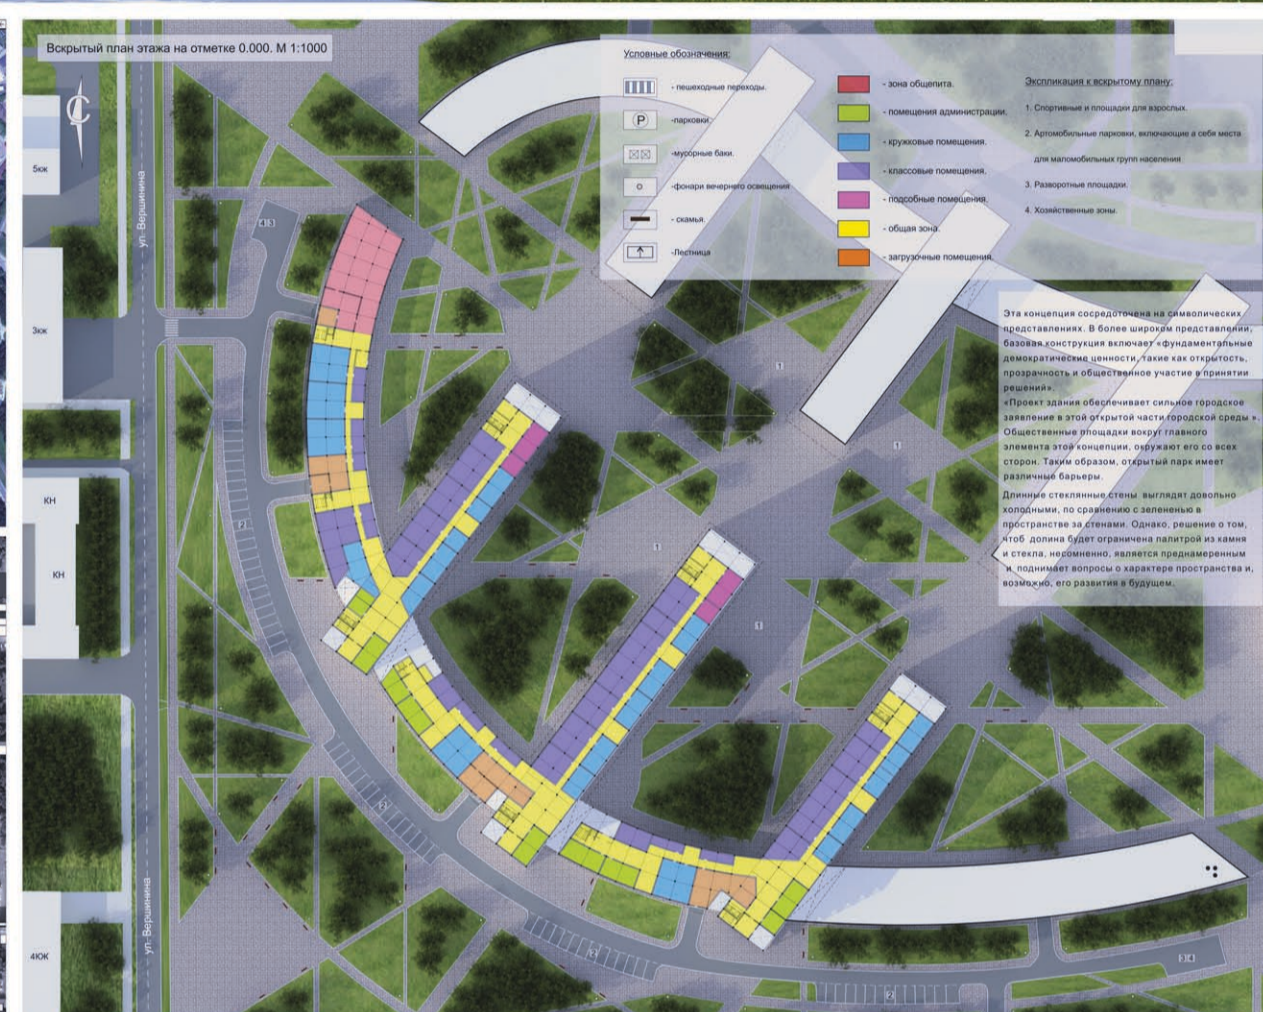 Вскрытый план этажа на отметке 0.000. М 1:1000
С
Условные обозначения:
- пешеходные переходы.
Р
-парковки.
-мусорные баки.
-фонари вечернего освещения
- скамья.
-Лестница
- зона общепита.
- помещения администрации.
- кружковые помещения.
- классовые помещения.
- подсобные помещения.
- общая зона.
- загрузочные помещения.
Экспликация к вскрытому плану:
1. Спортивные и площадки для взрослых.
2. Артомобильные парковки, включающие а себя места
для маломобильных групп населения
3. Разворотные площадки.
4. Хозяйственные зоны.
Эта концепция сосредоточена на символических
представлениях. В более широком представлении,
базовая конструкция включает «фундаментальные
демократические ценности, такие как открытость,
прозрачность и общественное участие в принятии
решений».
«Проект здания обеспечивает сильное городское
заявление в этой открытой части городской среды ».
Общественные площадки вокруг главного
элемента этой концепции, окружают его со всех
сторон. Таким образом, открытый парк имеет
различные барьеры.
Длинные стеклянные стены выглядят довольно
холодными, по сравнению с зелененью в
пространстве за стенами. Однако, решение о том,
чтоб долина будет ограничена палитрой из камня
и стекла, несомненно, является преднамеренным
и поднимает вопросы о характере пространства и,
возможно, его развития в будущем.
5кж
ул. Вершинина
4 3
3кж
1
1
КН
2
1
КН
1
2
ул. Вершинина
4ЮЖ
2
3 4
2